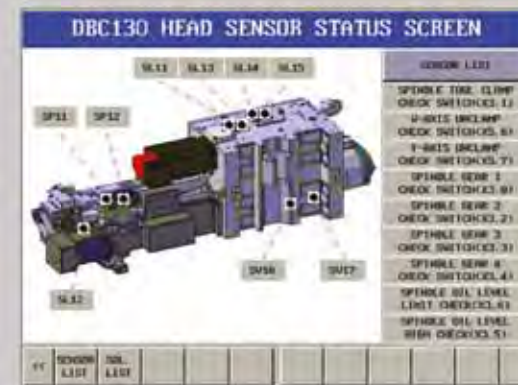 DBC130 HEAD SENSOR STATUS SCREEN
SL11 SL13 SL14 SL15
SP11 SP12
SV16 SV17
SL12
SENSOR LIST
SPINDLE TOOL CLAMP
CHECK SWITCH(X3.1)
W-AXIS UNCLAMP
CHECK SWITCH(X5.6)
Y-AXIS UNCLAMP
CHECK SWITCH(X5.7)
SPINDLE GEAR 1
CHECK SWITCH(X3.0)
SPINDLE GEAR 2
CHECK SWITCH(X3.2)
SPINDLE GEAR 3
CHECK SWITCH(X3.3)
SPINDLE GEAR 4
CHECK SWITCH(X3.4)
SPINDLE OIL LEVEL
LIMIT CHECK(X3.6)
SPINDLE OIL LEVEL
HIGH CHECK(X3.5)
<< SENSOR LIST SOL LIST